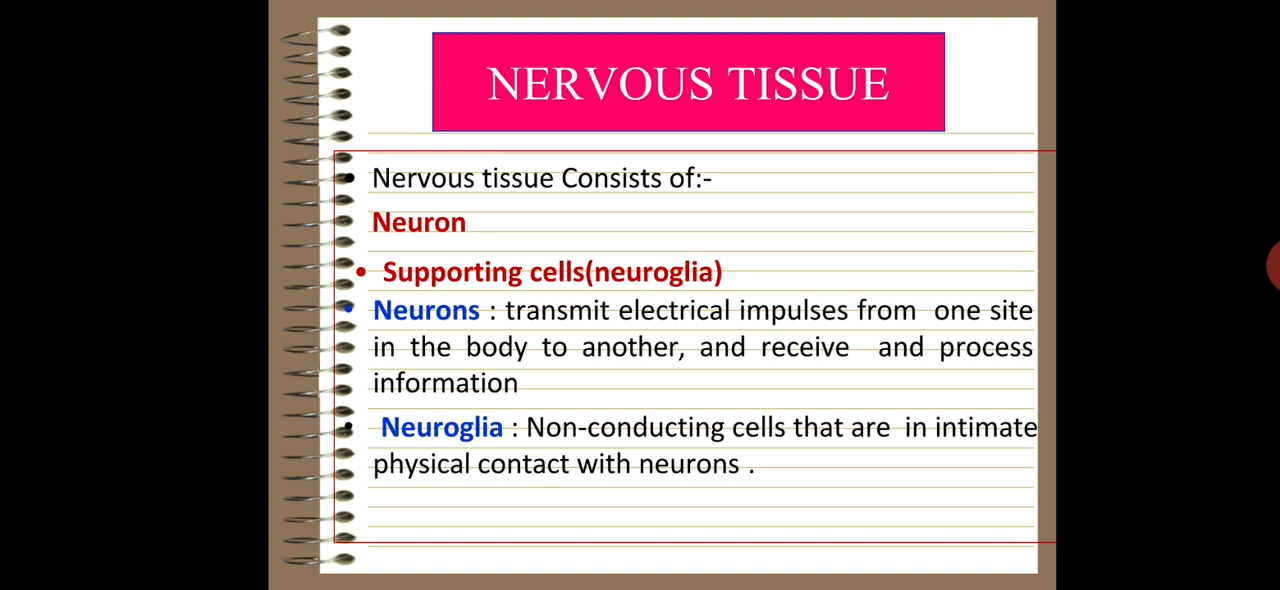 NERVOUS TISSUE
• Nervous tissue Consists of:-
Neuron
• Supporting cells(neuroglia)
• Neurons : transmit electrical impulses from one site
in the body to another, and receive and process
information
• Neuroglia : Non-conducting cells that are in intimate
physical contact with neurons .